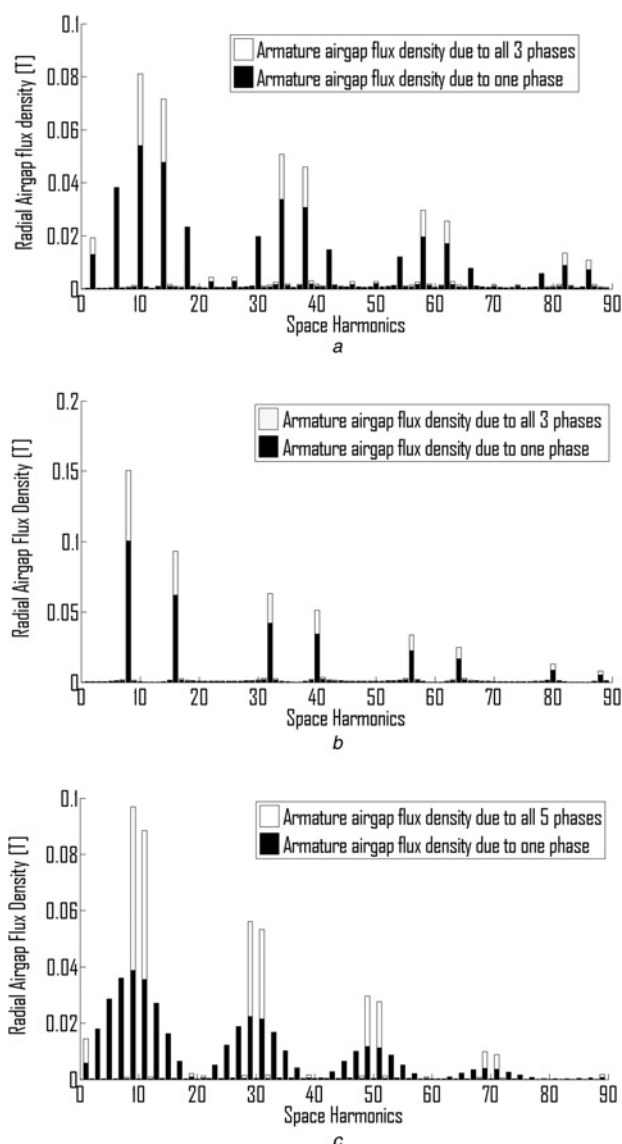 0.1
0.08
0.06
0.04
0.02
0
Radial Airgap flux density [T]
Armature airgap flux density due to all 3 phases
Armature airgap flux density due to one phase
0 10 20 30 40 50 60 70 80 90
Space Harmonics
a
0.2
0.15
0.1
0.05
0
Radial Airgap Flux Density [T]
Armature airgap flux density due to all 3 phases
Armature airgap flux density due to one phase
0 10 20 30 40 50 60 70 80 90
Space Harmonics
b
0.1
0.08
0.06
0.04
0.02
0
Radial Airgap Flux Density [T]
Armature airgap flux density due to all 5 phases
Armature airgap flux density due to one phase
0 10 20 30 40 50 60 70 80 90
Space Harmonics
c